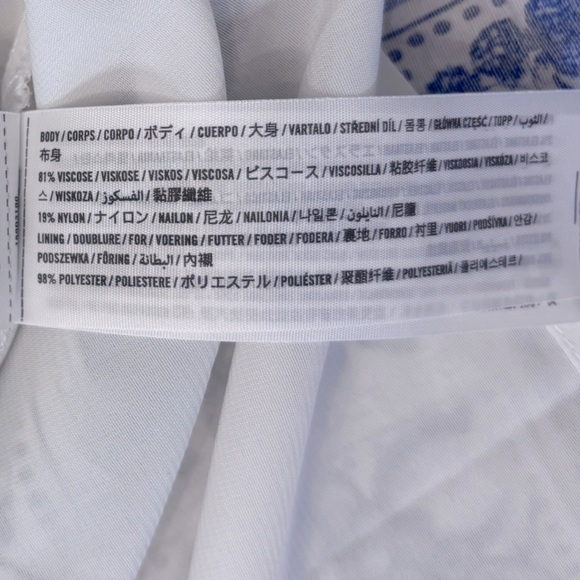 BODY / CORPS / CORPO / ボディ / CUERPO / 大身 / VARTALO / STŘEDNÍ DÍL / 몸통 / GŁÓWNA CZĘŚĆ / TOPP / الثوب /
布身
81% VISCOSE / VISKOSE / VISKOS / VISCOSA / ビスコース / VISCOSILLA / 粘胶纤维 / VISKOOSIA / VISKÓZA / 비스코
스 / WISKOZA / الفسكوز / 黏膠纖維
19% NYLON / ナイロン / NAILON / 尼龙 / NAILONIA / 나일론 / النايلون / 尼龍
LINING / DOUBLURE / FOR / VOERING / FUTTER / FODER / FODERA / 裏地 / FORRO / 衬里 / VUORI / PODŠÍVKA / 안감 /
PODSZEWKA / FÔRING / البطانة / 內襯
98% POLYESTER / POLIESTERE / ポリエステル / POLIÉSTER / 聚酯纤维 / POLYESTERIÄ / 폴리에스테르 /